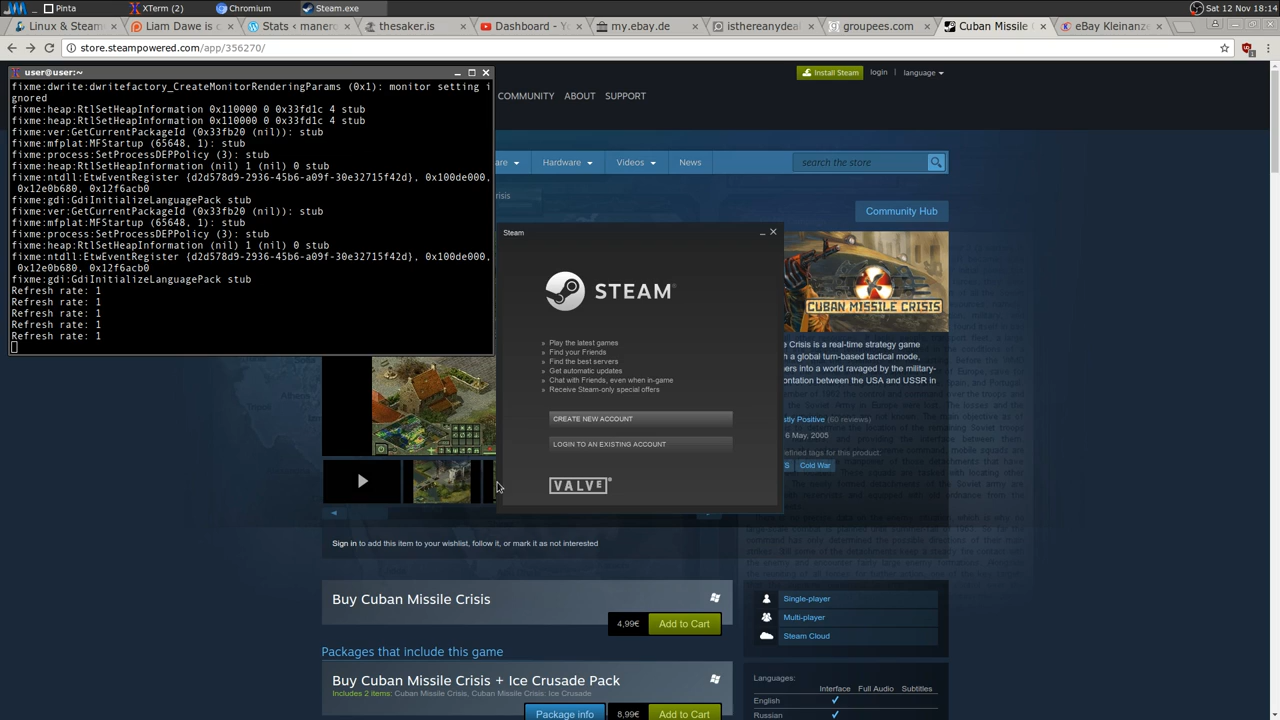 Pinta
XTerm (2)
Chromium
Steam.exe
Sat 12 Nov 18:14
Linux & Steam
Liam Dawe is c
Stats ‹ manero
thesaker.is
Dashboard - Yo
my.ebay.de
isthereanydea
groupees.com
Cuban Missile
eBay Kleinanze
store.steampowered.com/app/356270/
Install Steam
login
language
COMMUNITY ABOUT SUPPORT
user@user:~
fixme:dwrite:dwritefactory_CreateMonitorRenderingParams (0x1): monitor setting i
gnored
fixme:heap:RtlSetHeapInformation 0x110000 0 0x33fd1c 4 stub
fixme:heap:RtlSetHeapInformation 0x110000 0 0x33fd1c 4 stub
fixme:ver:GetCurrentPackageId (0x33fb20 (nil)): stub
fixme:mfplat:MFStartup (65648, 1): stub
fixme:process:SetProcessDEPPolicy (3): stub
fixme:heap:RtlSetHeapInformation (nil) 1 (nil) 0 stub
fixme:ntdll:EtwEventRegister {d2d578d9-2936-45b6-a09f-30e32715f42d}, 0x100de000,
0x12e0b680, 0x12f6acb0
fixme:gdi:GdiInitializeLanguagePack stub
fixme:ver:GetCurrentPackageId (0x33fb20 (nil)): stub
fixme:mfplat:MFStartup (65648, 1): stub
fixme:process:SetProcessDEPPolicy (3): stub
fixme:heap:RtlSetHeapInformation (nil) 1 (nil) 0 stub
fixme:ntdll:EtwEventRegister {d2d578d9-2936-45b6-a09f-30e32715f42d}, 0x100de000,
0x12e0b680, 0x12f6acb0
fixme:gdi:GdiInitializeLanguagePack stub
Refresh rate: 1
Refresh rate: 1
Refresh rate: 1
Refresh rate: 1
Refresh rate: 1
are
Hardware
Videos
News
search the store
risis
Community Hub
Steam
STEAM
» Play the latest games
» Find your Friends
» Find the best servers
» Get automatic updates
» Chat with Friends, even when in-game
» Receive Steam-only special offers
CREATE NEW ACCOUNT
LOGIN TO AN EXISTING ACCOUNT
VALVE
CUBAN MISSILE CRISIS
e Crisis is a real-time strategy game
h a global turn-based tactical mode,
ers into a world ravaged by the military-
ontation between the USA and USSR in
stly Positive (60 reviews)
6 May, 2005
efined tags for this product:
S
Cold War
Sign in to add this item to your wishlist, follow it, or mark it as not interested
Buy Cuban Missile Crisis
4,99€
Add to Cart
Packages that include this game
Buy Cuban Missile Crisis + Ice Crusade Pack
Includes 2 items: Cuban Missile Crisis, Cuban Missile Crisis: Ice Crusade
Package info
8,99€
Add to Cart
Single-player
Multi-player
Steam Cloud
Languages:
Interface Full Audio Subtitles
English ✓
Russian ✓